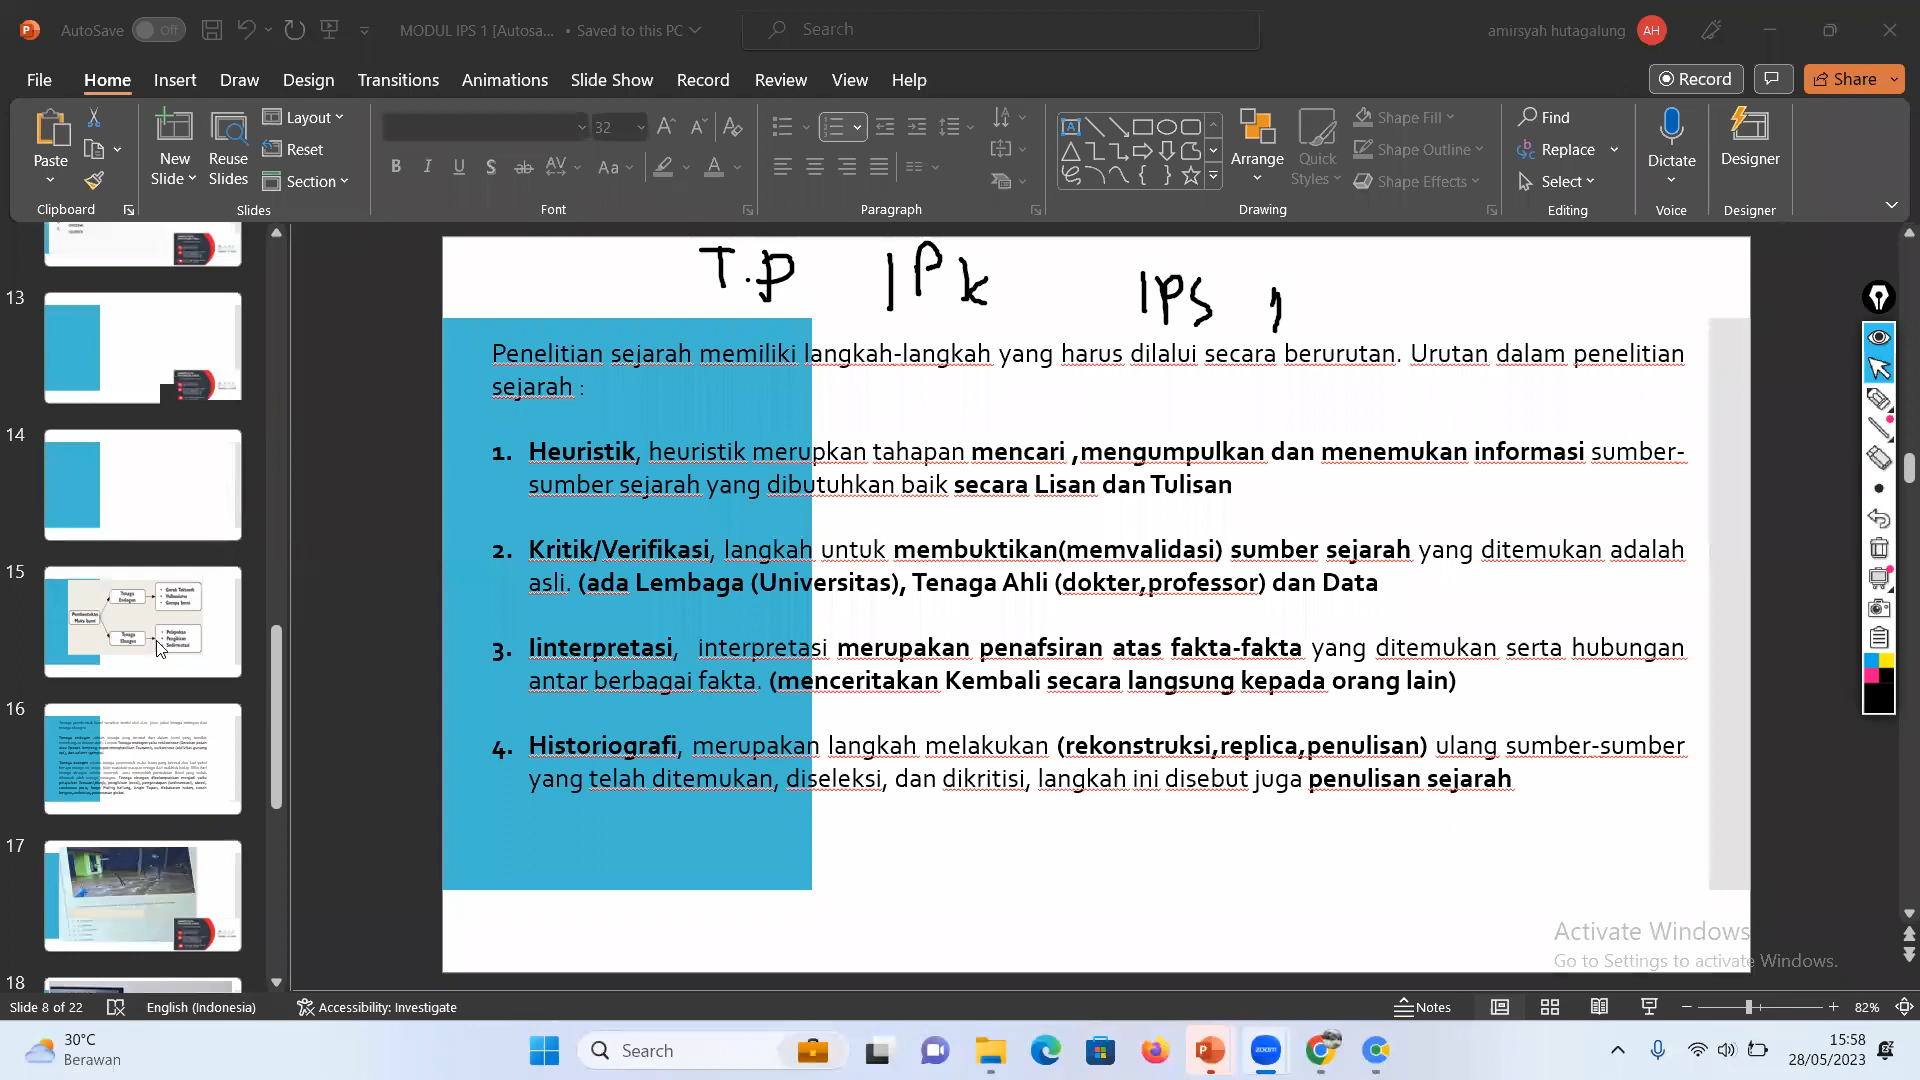 AutoSave Off MODUL IPS 1 [Autosa... • Saved to this PC Search amirsyah hutagalung AH
File Home Insert Draw Design Transitions Animations Slide Show Record Review View Help Record Share
Paste New Slide Reuse Slides Layout Reset Section 32 Arrange Quick Styles Shape Fill Shape Outline Shape Effects Find Replace Select Dictate Designer
Clipboard Slides Font Paragraph Drawing Editing Voice Designer
13
14
15
Pembentukan Muka bumi
Tenaga Endogen
Tenaga Eksogen
16
17
18
T.P IPK IPS 1
Penelitian sejarah memiliki langkah-langkah yang harus dilalui secara berurutan. Urutan dalam penelitian
sejarah :
1. Heuristik, heuristik merupkan tahapan mencari ,mengumpulkan dan menemukan informasi sumber-
sumber sejarah yang dibutuhkan baik secara Lisan dan Tulisan
2. Kritik/Verifikasi, langkah untuk membuktikan(memvalidasi) sumber sejarah yang ditemukan adalah
asli. (ada Lembaga (Universitas), Tenaga Ahli (dokter,professor) dan Data
3. Iinterpretasi, interpretasi merupakan penafsiran atas fakta-fakta yang ditemukan serta hubungan
antar berbagai fakta. (menceritakan Kembali secara langsung kepada orang lain)
4. Historiografi, merupakan langkah melakukan (rekonstruksi,replica,penulisan) ulang sumber-sumber
yang telah ditemukan, diseleksi, dan dikritisi, langkah ini disebut juga penulisan sejarah
Activate Windows
Go to Settings to activate Windows.
Slide 8 of 22 English (Indonesia) Accessibility: Investigate Notes 82%
30°C
Berawan
Search
zoom
15:58
28/05/2023